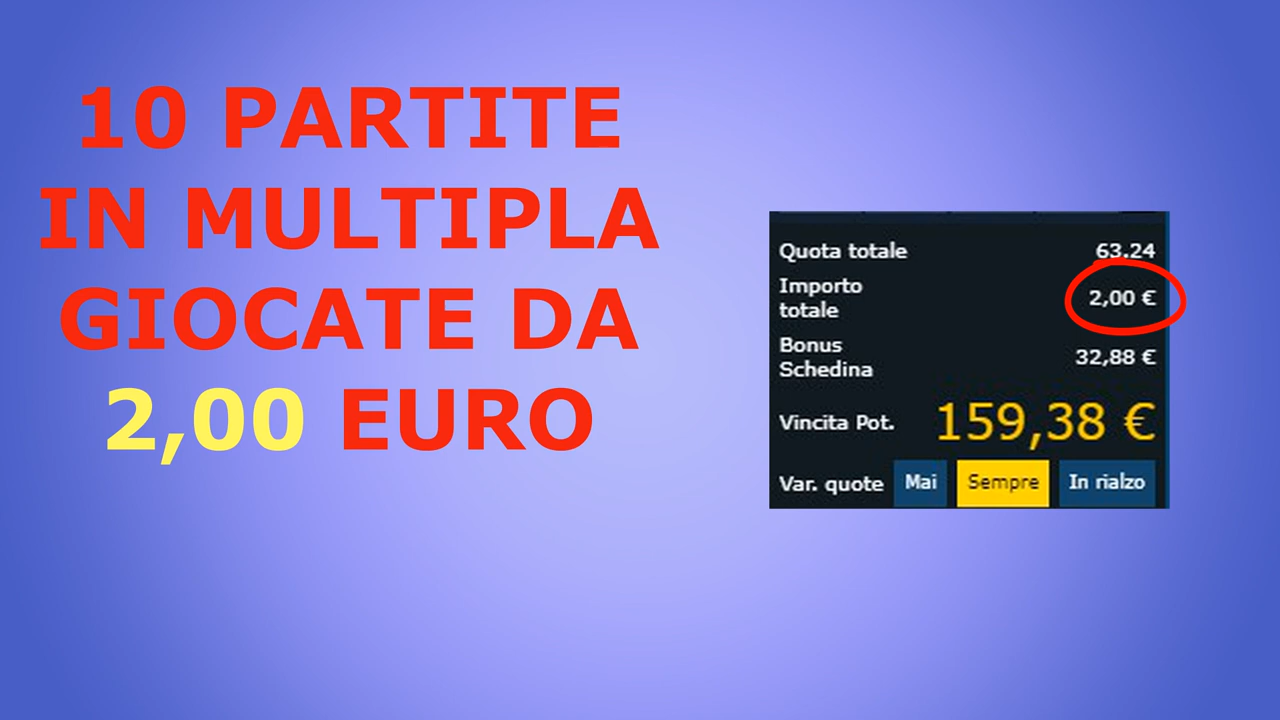 10 PARTITE
IN MULTIPLA
GIOCATE DA
2,00 EURO
Quota totale 63.24
Importo totale 2,00 €
Bonus Schedina 32,88 €
Vincita Pot. 159,38 €
Var. quote Mai Sempre In rialzo